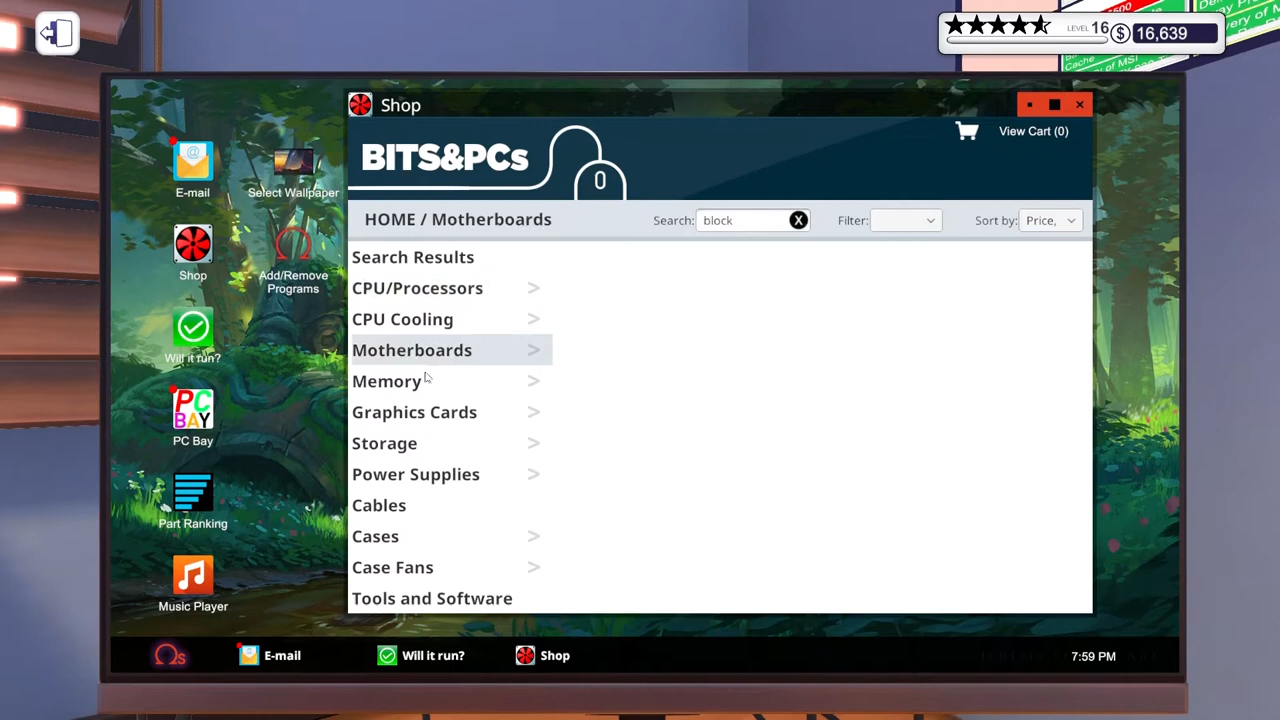 LEVEL 16
$ 16,639
Shop
BITS&PCs
View Cart (0)
HOME / Motherboards
Search: block X
Filter:
Sort by: Price,
Search Results
CPU/Processors >
CPU Cooling >
Motherboards >
Memory >
Graphics Cards >
Storage >
Power Supplies >
Cables
Cases >
Case Fans >
Tools and Software
E-mail
Select Wallpaper
Shop
Add/Remove
Programs
Will it run?
PC
BAY
PC Bay
Part Ranking
Music Player
E-mail
Will it run?
Shop
7:59 PM